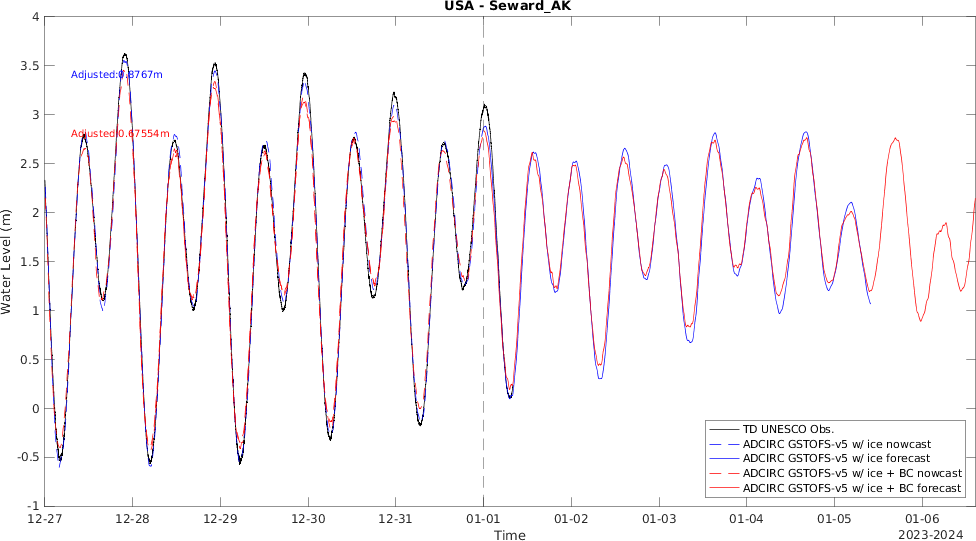 USA - Seward_AK
4
3.5
3
2.5
2
1.5
1
0.5
0
-0.5
-1
Water Level (m)
Adjusted:0.8767m
Adjusted:0.67554m
TD UNESCO Obs.
ADCIRC GSTOFS-v5 w/ ice nowcast
ADCIRC GSTOFS-v5 w/ ice forecast
ADCIRC GSTOFS-v5 w/ ice + BC nowcast
ADCIRC GSTOFS-v5 w/ ice + BC forecast
12-27 12-28 12-29 12-30 12-31 01-01 01-02 01-03 01-04 01-05 01-06
Time
2023-2024